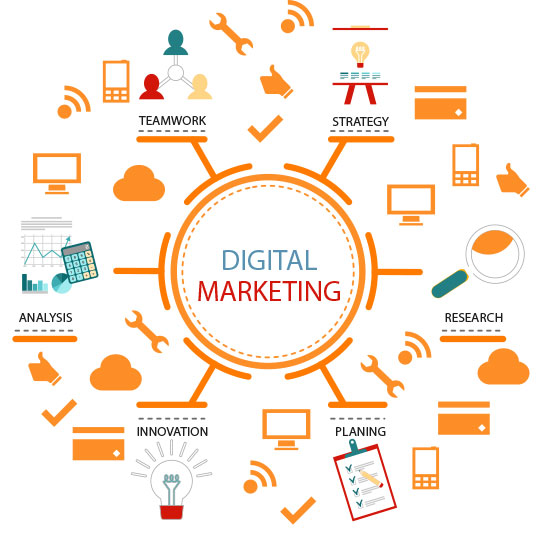 TEAMWORK
STRATEGY
DIGITAL
MARKETING
ANALYSIS
RESEARCH
INNOVATION
PLANING